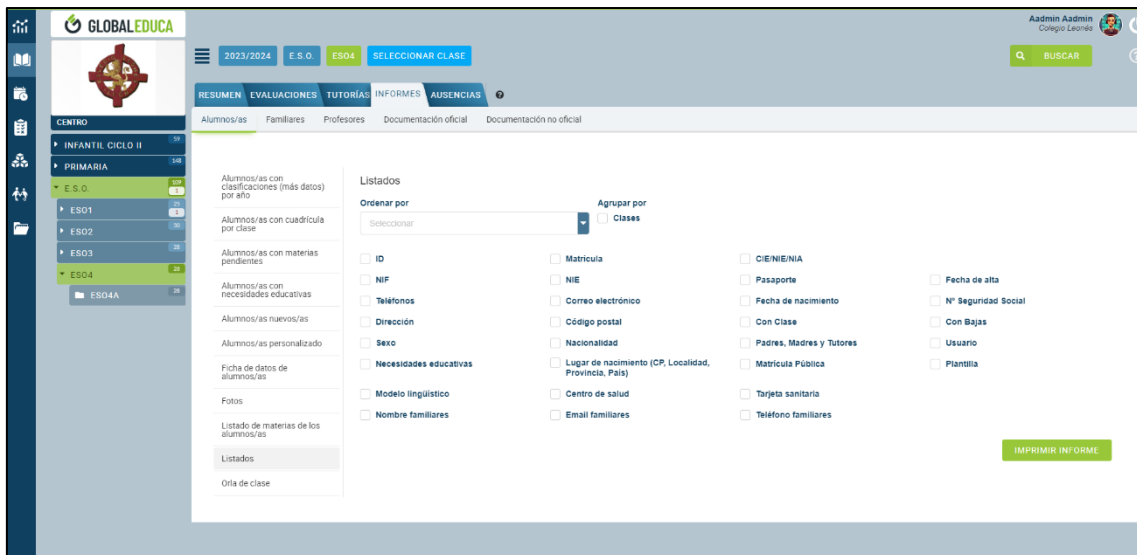 GLOBALEDUCA
Aadmin Aadmin
Colegio Leonés
2023/2024 E.S.O. ESO4 SELECCIONAR CLASE
BUSCAR
RESUMEN EVALUACIONES TUTORÍAS INFORMES AUSENCIAS
Alumnos/as Familiares Profesores Documentación oficial Documentación no oficial
CENTRO
INFANTIL CICLO II 59
PRIMARIA 148
E.S.O. 109
1
ESO1 29
1
ESO2 30
ESO3 28
ESO4 28
ESO4A 28
Alumnos/as con
clasificaciones (más datos)
por año
Alumnos/as con cuadrícula
por clase
Alumnos/as con materias
pendientes
Alumnos/as con
necesidades educativas
Alumnos/as nuevos/as
Alumnos/as personalizado
Ficha de datos de
alumnos/as
Fotos
Listado de materias de los
alumnos/as
Listados
Orla de clase
Listados
Ordenar por Agrupar por
Seleccionar Clases
ID Matrícula CIE/NIE/NIA
NIF NIE Pasaporte Fecha de alta
Teléfonos Correo electrónico Fecha de nacimiento Nº Seguridad Social
Dirección Código postal Con Clase Con Bajas
Sexo Nacionalidad Padres, Madres y Tutores Usuario
Necesidades educativas Lugar de nacimiento (CP, Localidad, Matrícula Pública Plantilla
Provincia, País)
Modelo lingüístico Centro de salud Tarjeta sanitaria
Nombre familiares Email familiares Teléfono familiares
IMPRIMIR INFORME